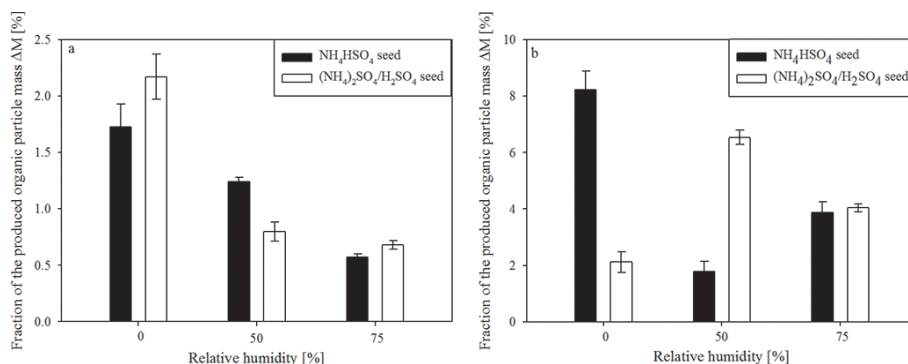 Fraction of the produced organic particle mass ΔM [%]
2.5
2.0
1.5
1.0
0.5
0.0
a
NH₄HSO₄ seed
(NH₄)₂SO₄/H₂SO₄ seed
0 50 75
Relative humidity [%]
Fraction of the produced organic particle mass ΔM [%]
10
8
6
4
2
0
b
NH₄HSO₄ seed
(NH₄)₂SO₄/H₂SO₄ seed
0 50 75
Relative humidity [%]